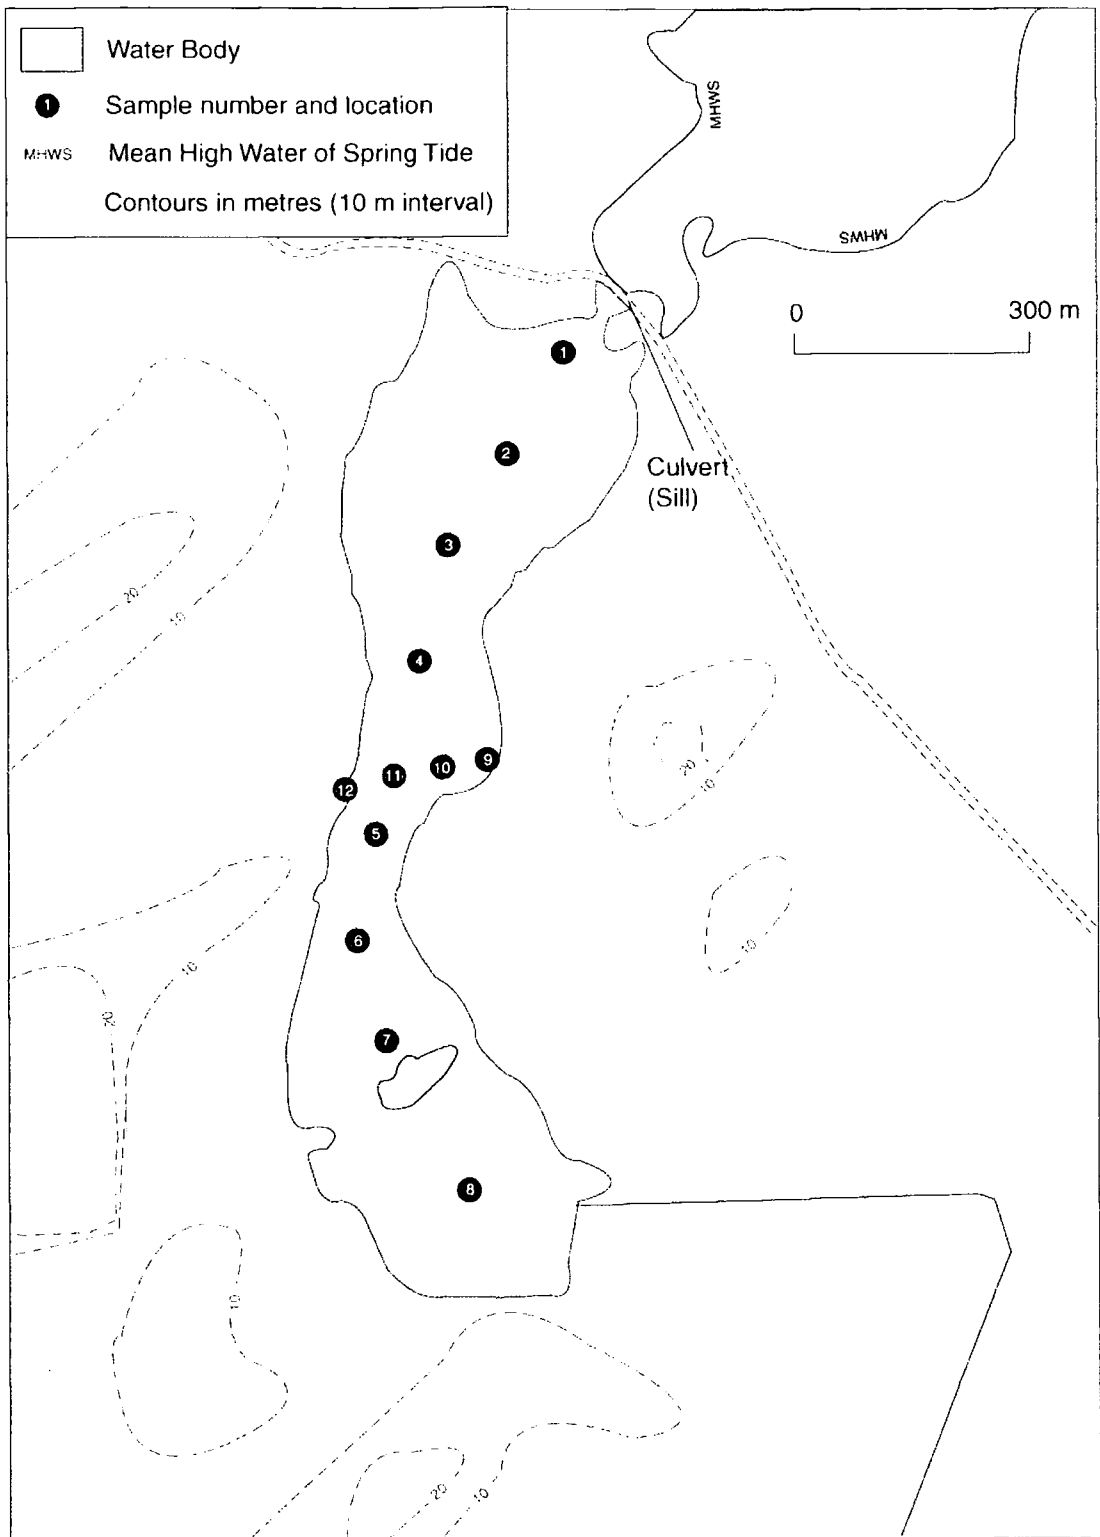 Water Body
1 Sample number and location
MHWS Mean High Water of Spring Tide
Contours in metres (10 m interval)
MHWS
MHWS
0 300 m
1
2
Culvert
(Sill)
3
20
10
4
9
10
11
12
20
10
5
6
10
10
20
7
8
10
20
10